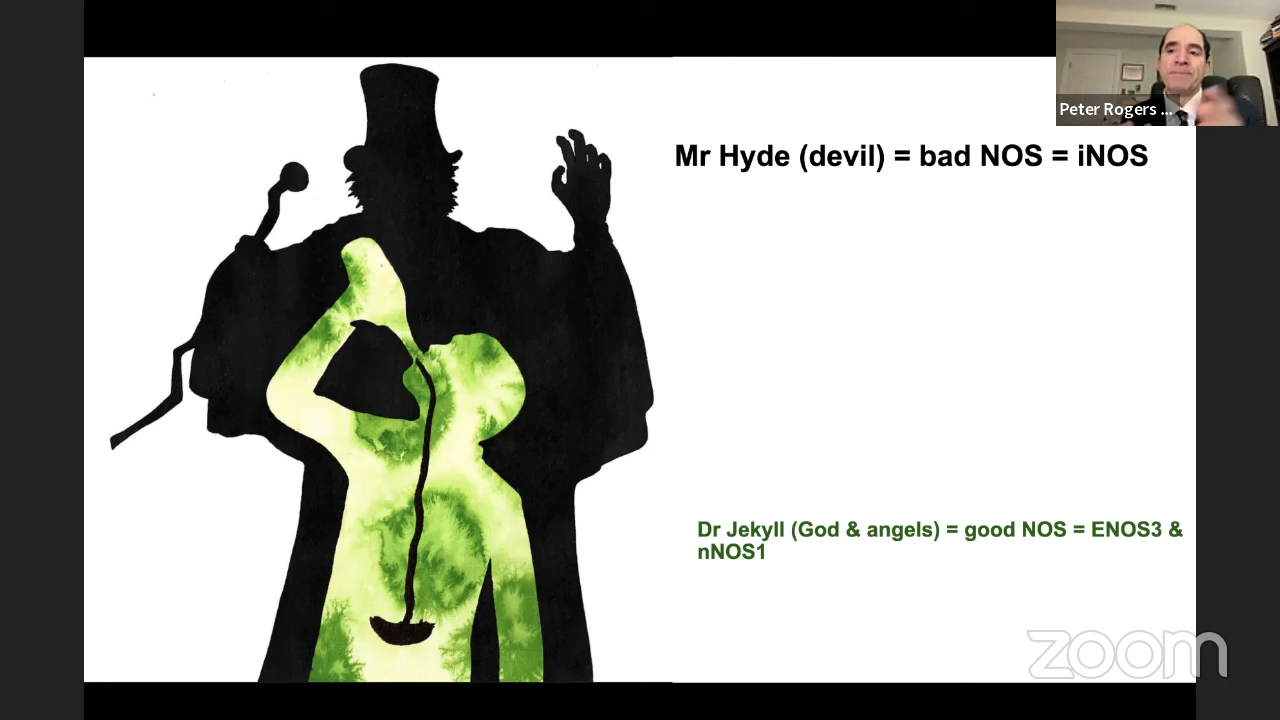 Peter Rogers ...
Mr Hyde (devil) = bad NOS = iNOS
Dr Jekyll (God & angels) = good NOS = ENOS3 &
nNOS1
zoom